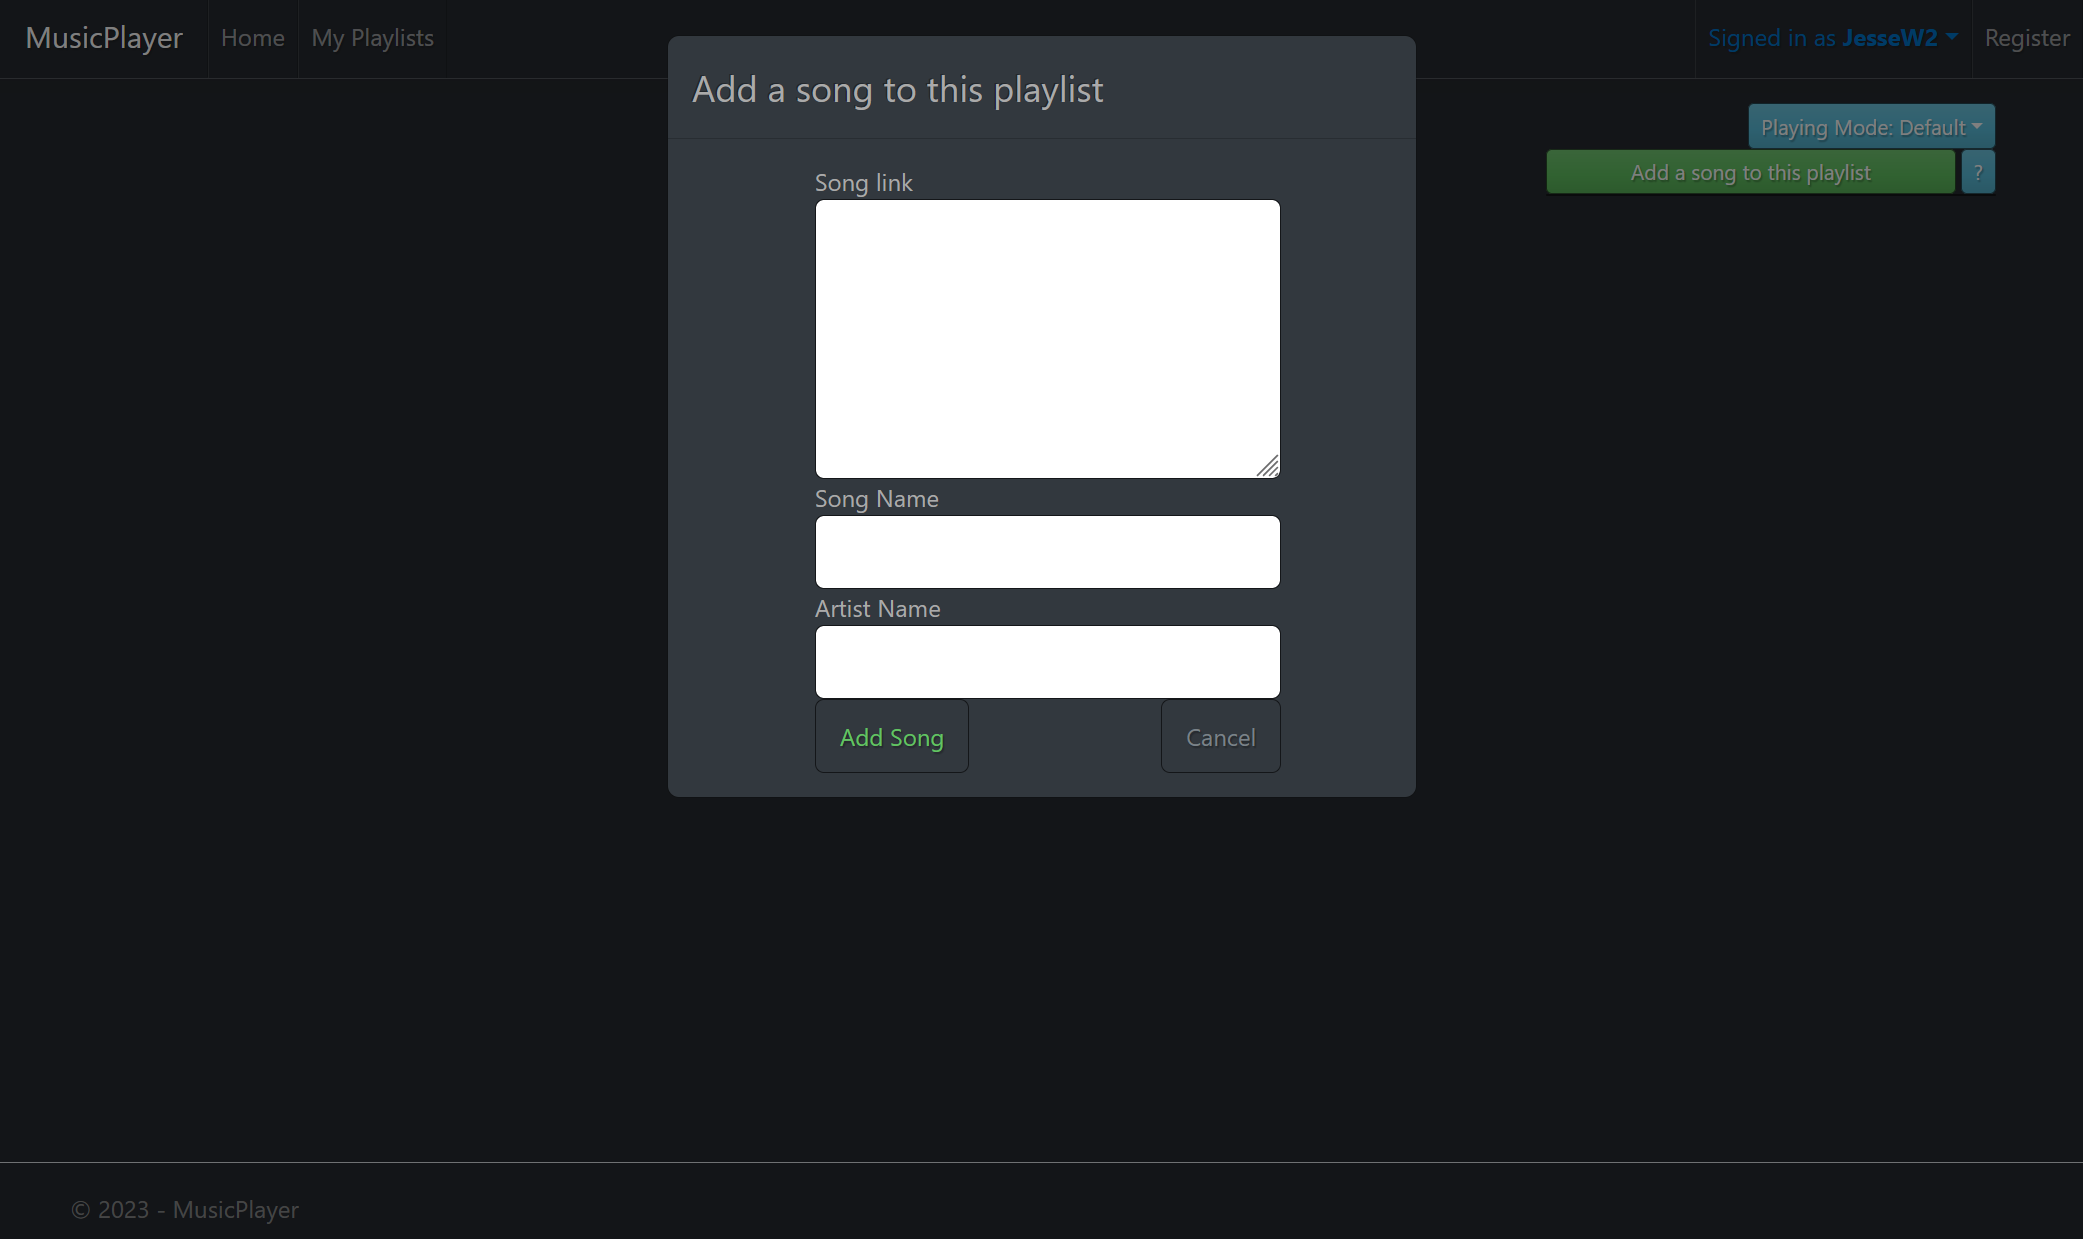 MusicPlayer
Home
My Playlists
Signed in as JesseW2
Register
Add a song to this playlist
Playing Mode: Default
Add a song to this playlist
?
Song link
Song Name
Artist Name
Add Song
Cancel
© 2023 - MusicPlayer